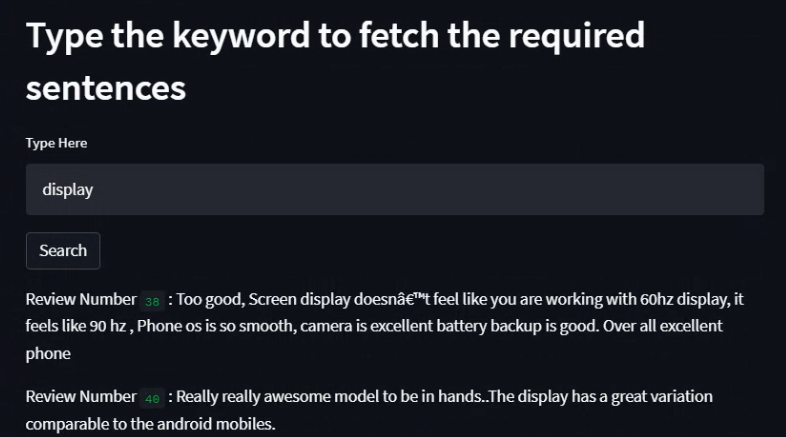 Type the keyword to fetch the required
sentences
Type Here
display
Search
Review Number 38 : Too good, Screen display doesnâ€™t feel like you are working with 60hz display, it
feels like 90 hz , Phone os is so smooth, camera is excellent battery backup is good. Over all excellent
phone
Review Number 40 : Really really awesome model to be in hands..The display has a great variation
comparable to the android mobiles.